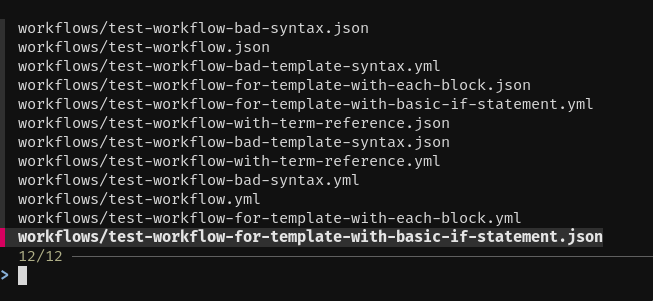 workflows/test-workflow-bad-syntax.json
workflows/test-workflow.json
workflows/test-workflow-bad-template-syntax.yml
workflows/test-workflow-for-template-with-each-block.json
workflows/test-workflow-for-template-with-basic-if-statement.yml
workflows/test-workflow-with-term-reference.json
workflows/test-workflow-bad-template-syntax.json
workflows/test-workflow-with-term-reference.yml
workflows/test-workflow-bad-syntax.yml
workflows/test-workflow.yml
workflows/test-workflow-for-template-with-each-block.yml
workflows/test-workflow-for-template-with-basic-if-statement.json
12/12
>